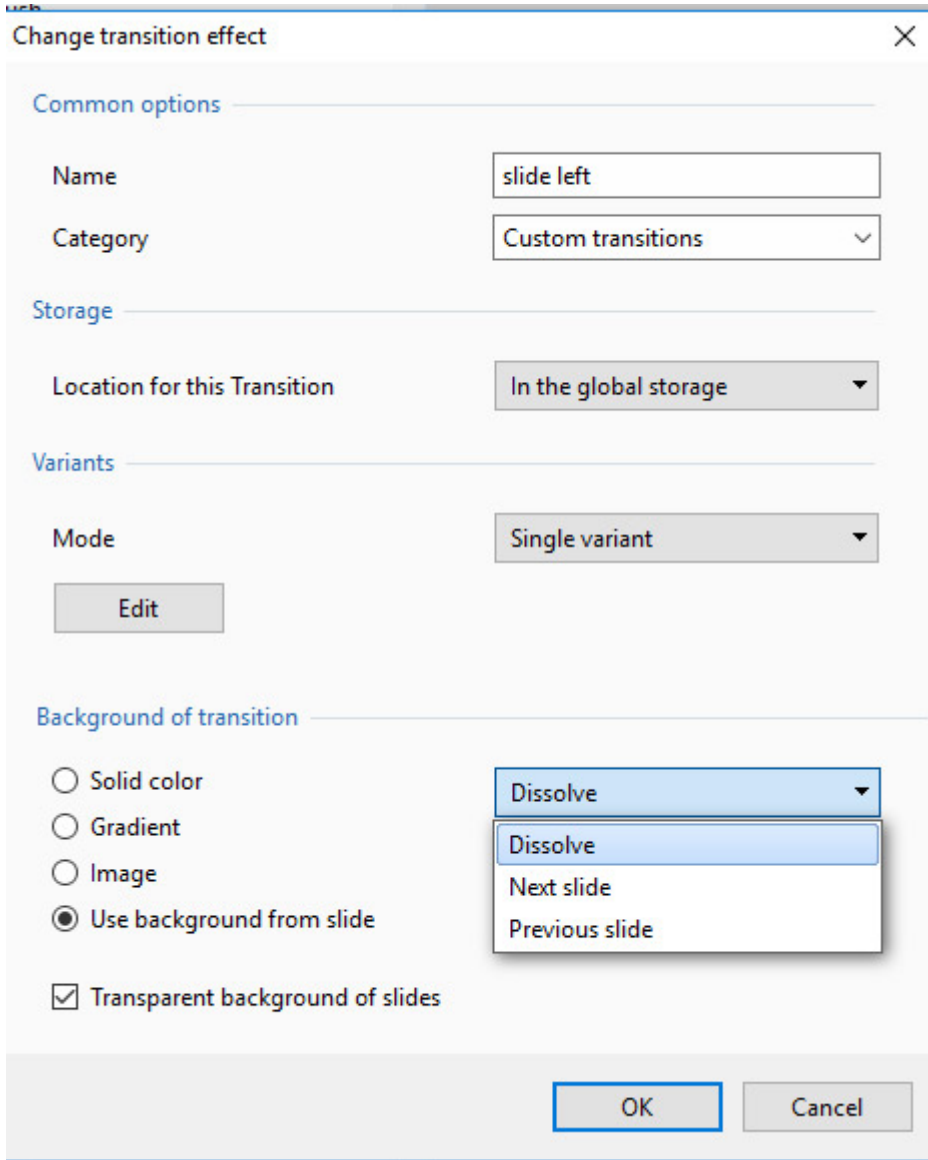 Change transition effect
Common options
Name
slide left
Category
Custom transitions
Storage
Location for this Transition
In the global storage
Variants
Mode
Single variant
Edit
Background of transition
Solid color
Dissolve
Gradient
Dissolve
Image
Next slide
Use background from slide
Previous slide
Transparent background of slides
OK
Cancel